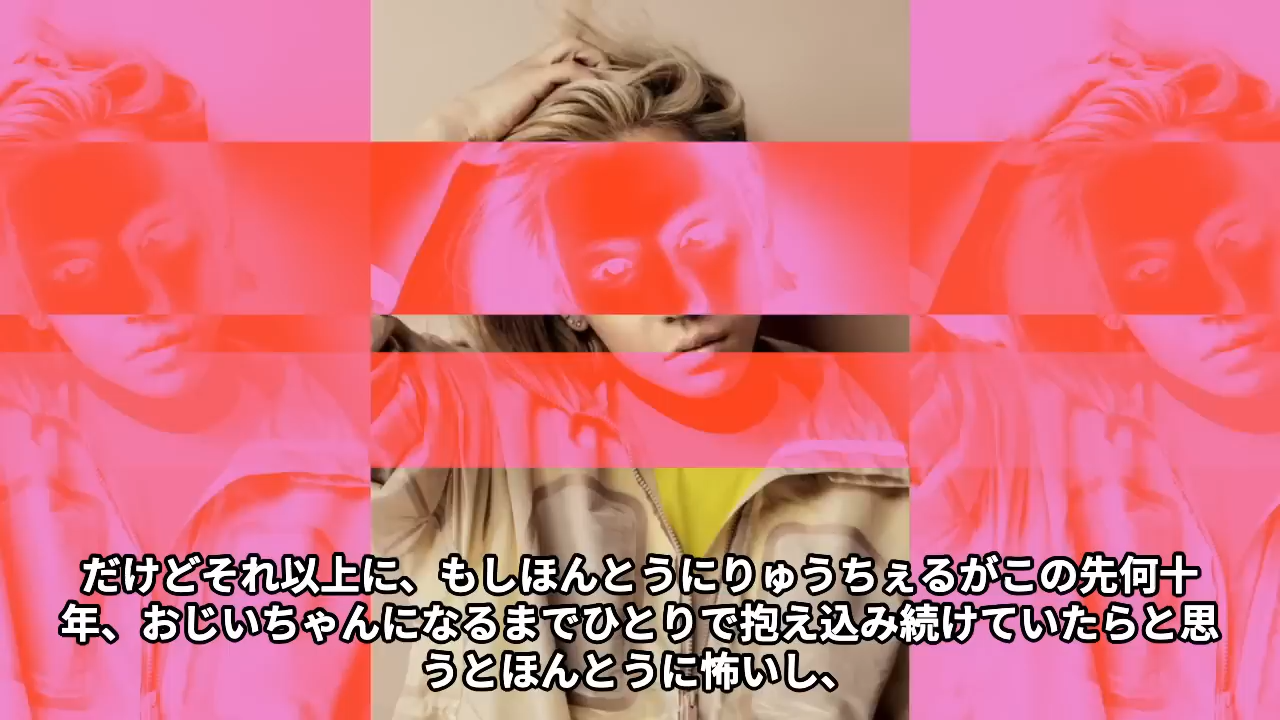 だけどそれ以上に、もしほんとうにりゅうちぇるがこの先何十
年、おじいちゃんになるまでひとりで抱え込み続けていたらと思
うとほんとうに怖いし、